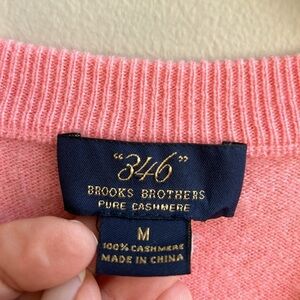 "346"
BROOKS BROTHERS
PURE CASHMERE
M
100% CASHMERE
MADE IN CHINA